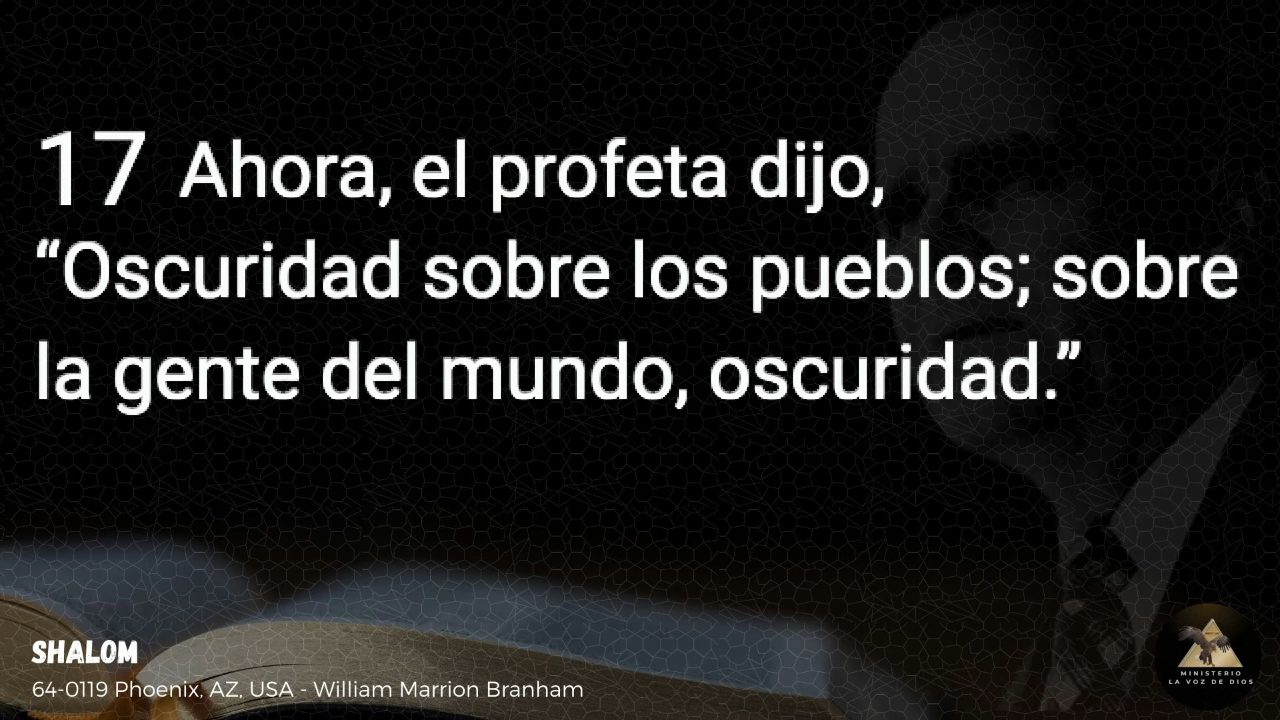 17 Ahora, el profeta dijo,
“Oscuridad sobre los pueblos; sobre
la gente del mundo, oscuridad.”
SHALOM
64-0119 Phoenix, AZ, USA - William Marrion Branham
MINISTERIO
LA VOZ DE DIOS